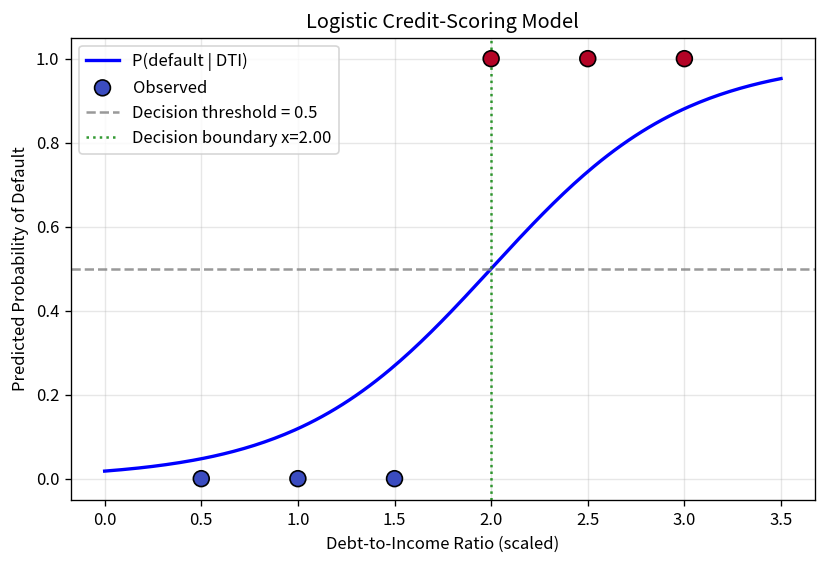 Logistic Credit-Scoring Model
P(default | DTI)
Observed
Decision threshold = 0.5
Decision boundary x=2.00
Predicted Probability of Default
1.0
0.8
0.6
0.4
0.2
0.0
0.0 0.5 1.0 1.5 2.0 2.5 3.0 3.5
Debt-to-Income Ratio (scaled)